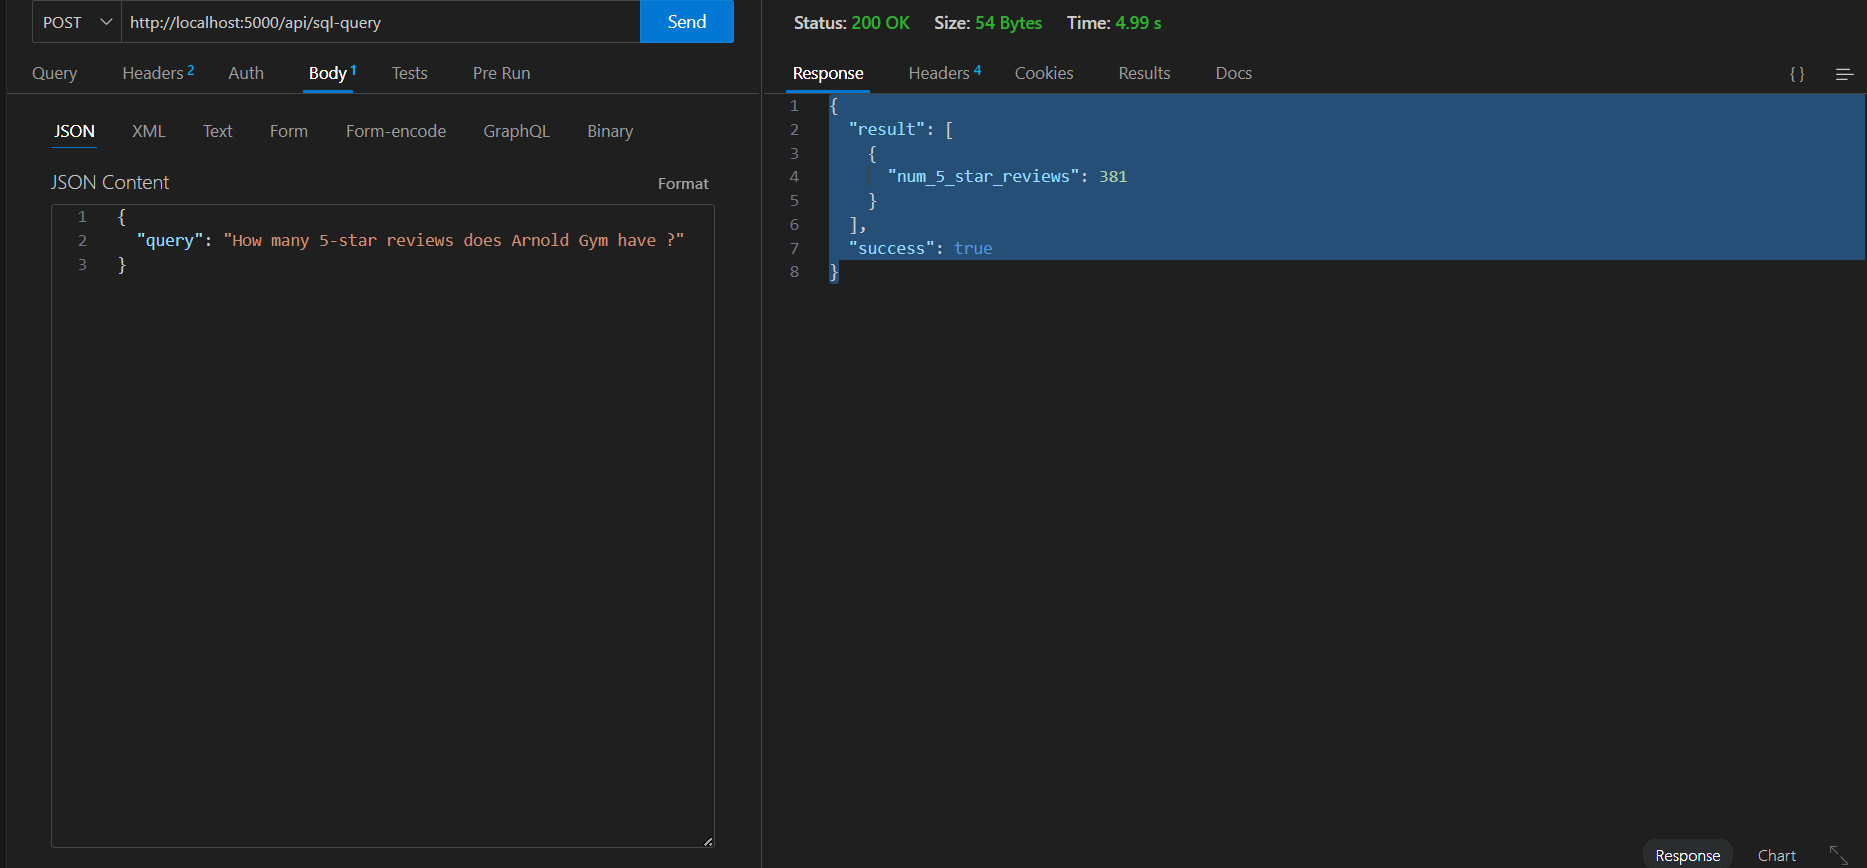 POST http://localhost:5000/api/sql-query Send
Query Headers 2 Auth Body 1 Tests Pre Run
JSON XML Text Form Form-encode GraphQL Binary
JSON Content Format
1 {
2 "query": "How many 5-star reviews does Arnold Gym have ?"
3 }
Status: 200 OK Size: 54 Bytes Time: 4.99 s
Response Headers 4 Cookies Results Docs {}
1 {
2 "result": [
3 {
4 "num_5_star_reviews": 381
5 }
6 ],
7 "success": true
8 }
Response Chart